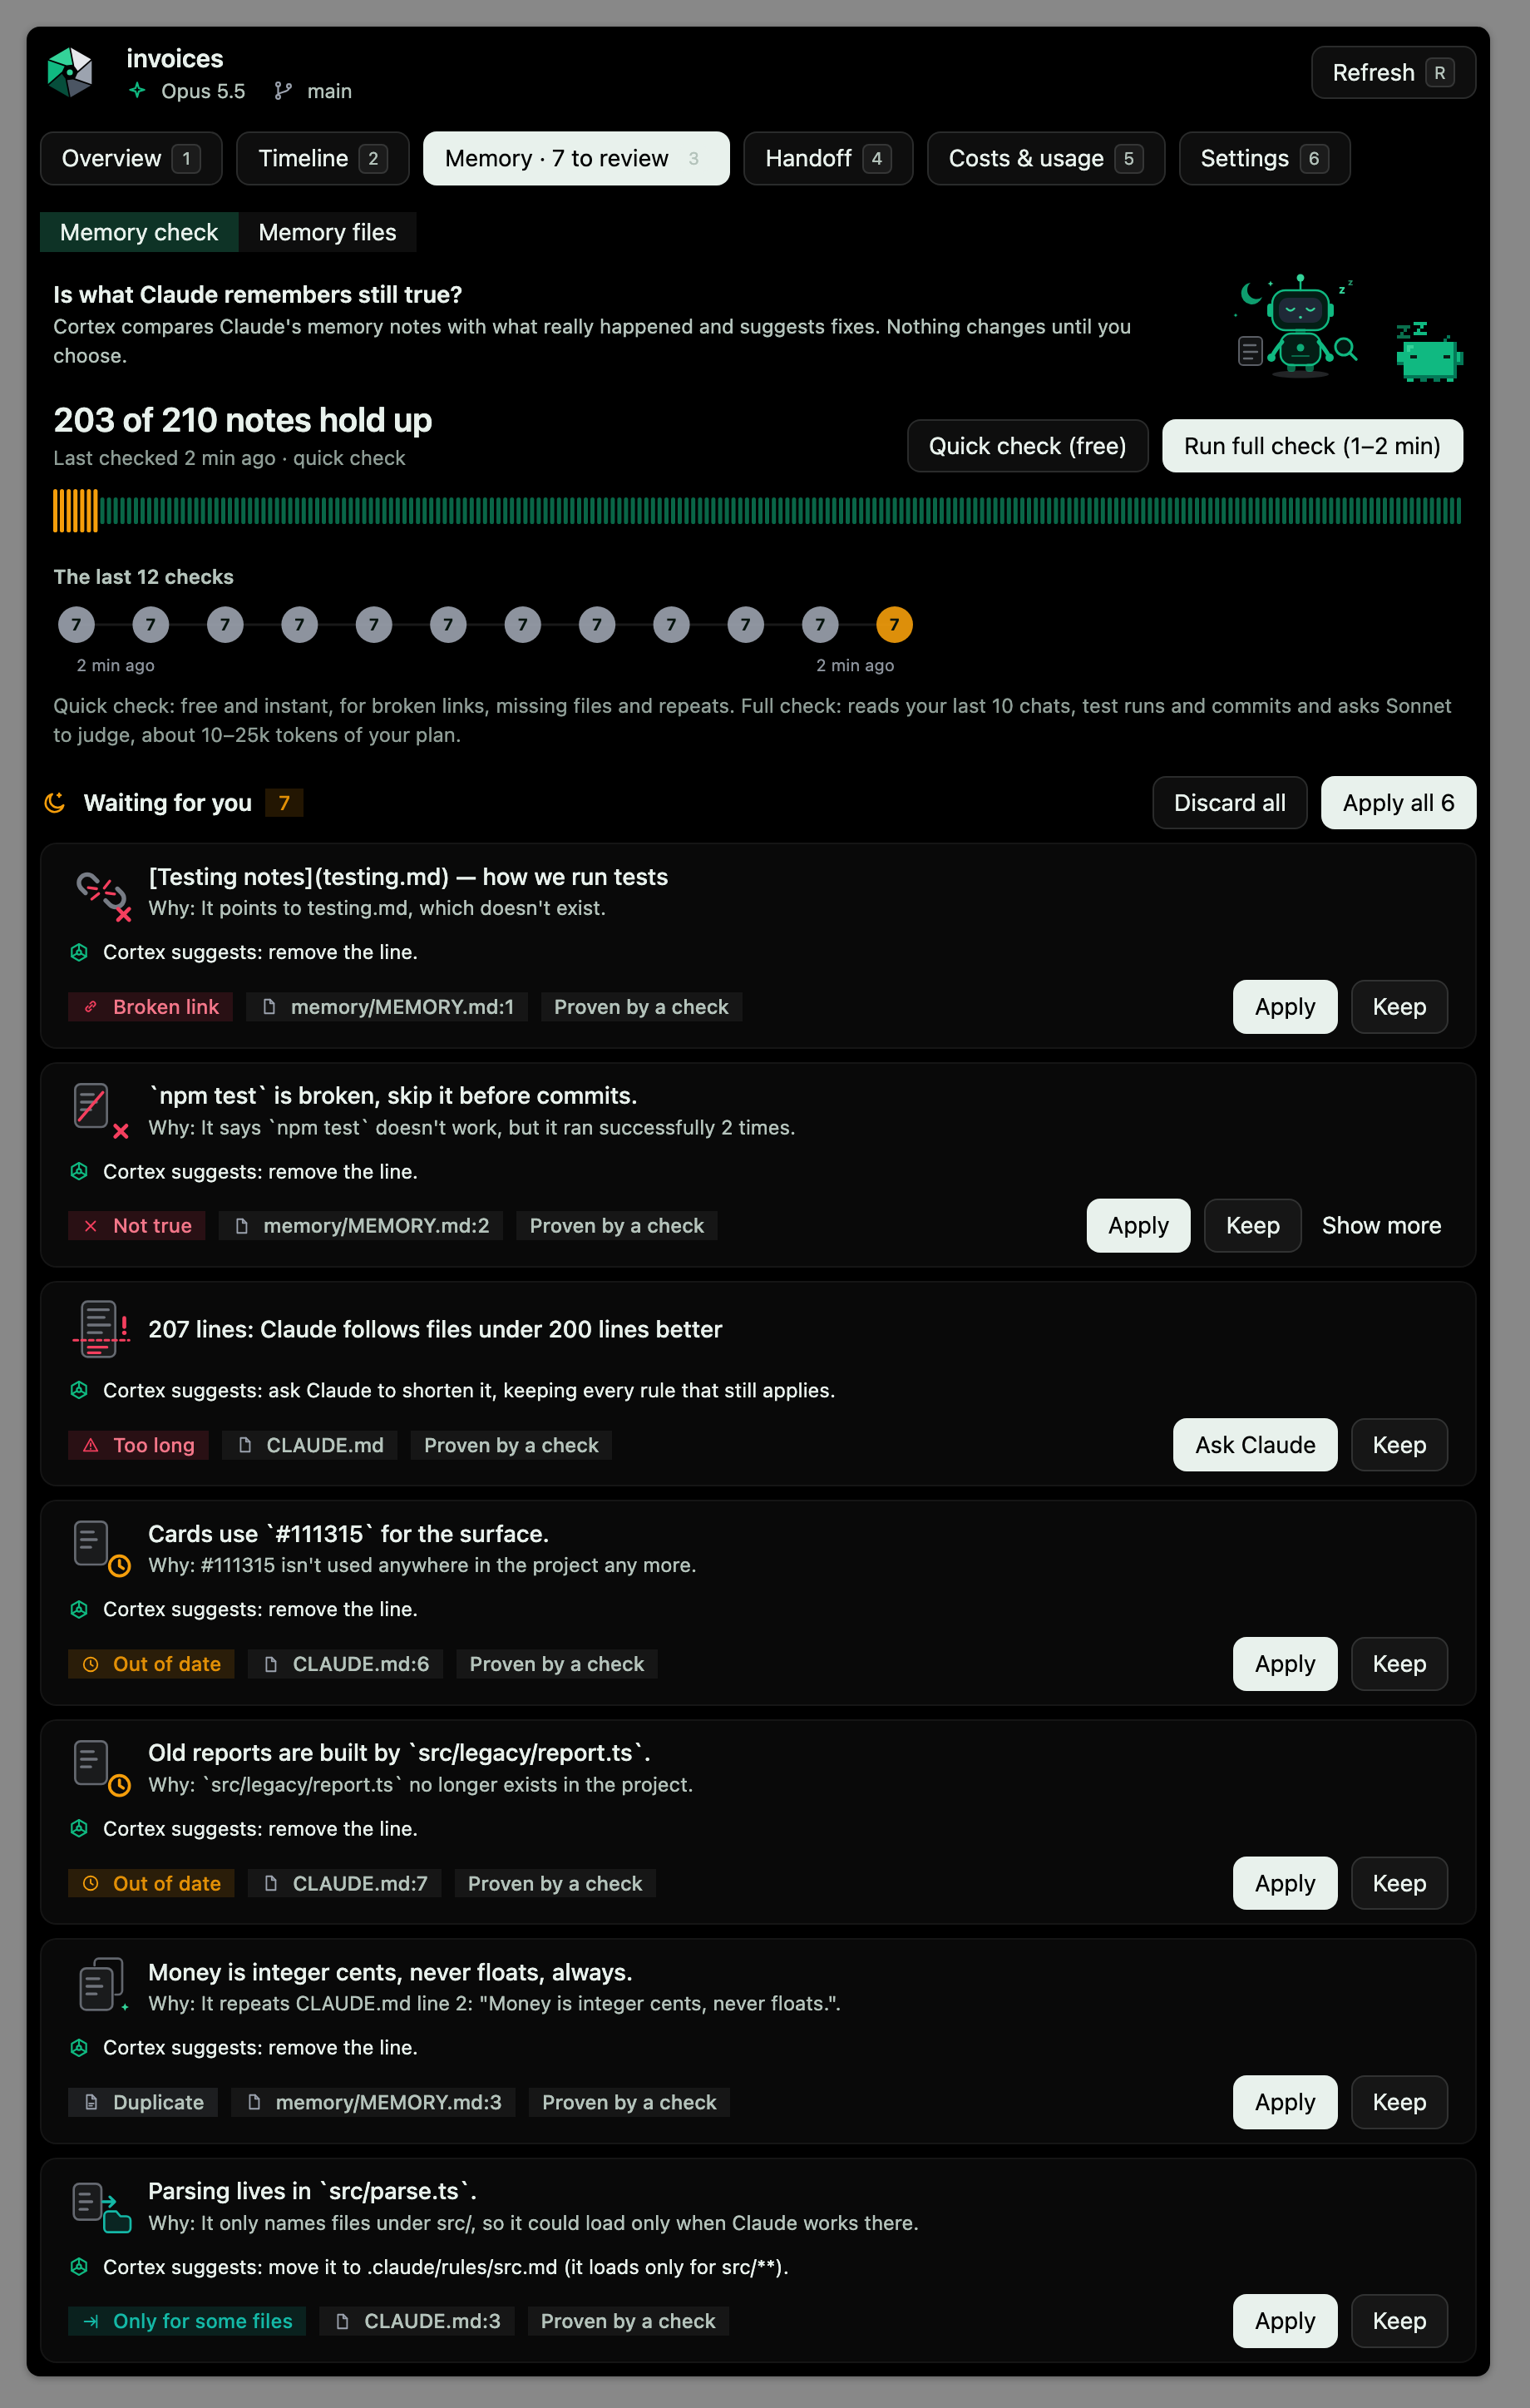 invoices
Opus 5.5 main
Refresh R
Overview 1 Timeline 2 Memory · 7 to review 3 Handoff 4 Costs & usage 5 Settings 6
Memory check Memory files
Is what Claude remembers still true?
Cortex compares Claude's memory notes with what really happened and suggests fixes. Nothing changes until you
choose.
z z
203 of 210 notes hold up
Last checked 2 min ago · quick check
Quick check (free) Run full check (1–2 min)
The last 12 checks
7 7 7 7 7 7 7 7 7 7 7 7
2 min ago 2 min ago
Quick check: free and instant, for broken links, missing files and repeats. Full check: reads your last 10 chats, test runs and commits and asks Sonnet
to judge, about 10–25k tokens of your plan.
Waiting for you 7
Discard all Apply all 6
[Testing notes](testing.md) — how we run tests
Why: It points to testing.md, which doesn't exist.
Cortex suggests: remove the line.
Broken link memory/MEMORY.md:1 Proven by a check Apply Keep
`npm test` is broken, skip it before commits.
Why: It says `npm test` doesn't work, but it ran successfully 2 times.
Cortex suggests: remove the line.
Not true memory/MEMORY.md:2 Proven by a check Apply Keep Show more
207 lines: Claude follows files under 200 lines better
Cortex suggests: ask Claude to shorten it, keeping every rule that still applies.
Too long CLAUDE.md Proven by a check Ask Claude Keep
Cards use `#111315` for the surface.
Why: #111315 isn't used anywhere in the project any more.
Cortex suggests: remove the line.
Out of date CLAUDE.md:6 Proven by a check Apply Keep
Old reports are built by `src/legacy/report.ts`.
Why: `src/legacy/report.ts` no longer exists in the project.
Cortex suggests: remove the line.
Out of date CLAUDE.md:7 Proven by a check Apply Keep
Money is integer cents, never floats, always.
Why: It repeats CLAUDE.md line 2: "Money is integer cents, never floats.".
Cortex suggests: remove the line.
Duplicate memory/MEMORY.md:3 Proven by a check Apply Keep
Parsing lives in `src/parse.ts`.
Why: It only names files under src/, so it could load only when Claude works there.
Cortex suggests: move it to .claude/rules/src.md (it loads only for src/**).
Only for some files CLAUDE.md:3 Proven by a check Apply Keep